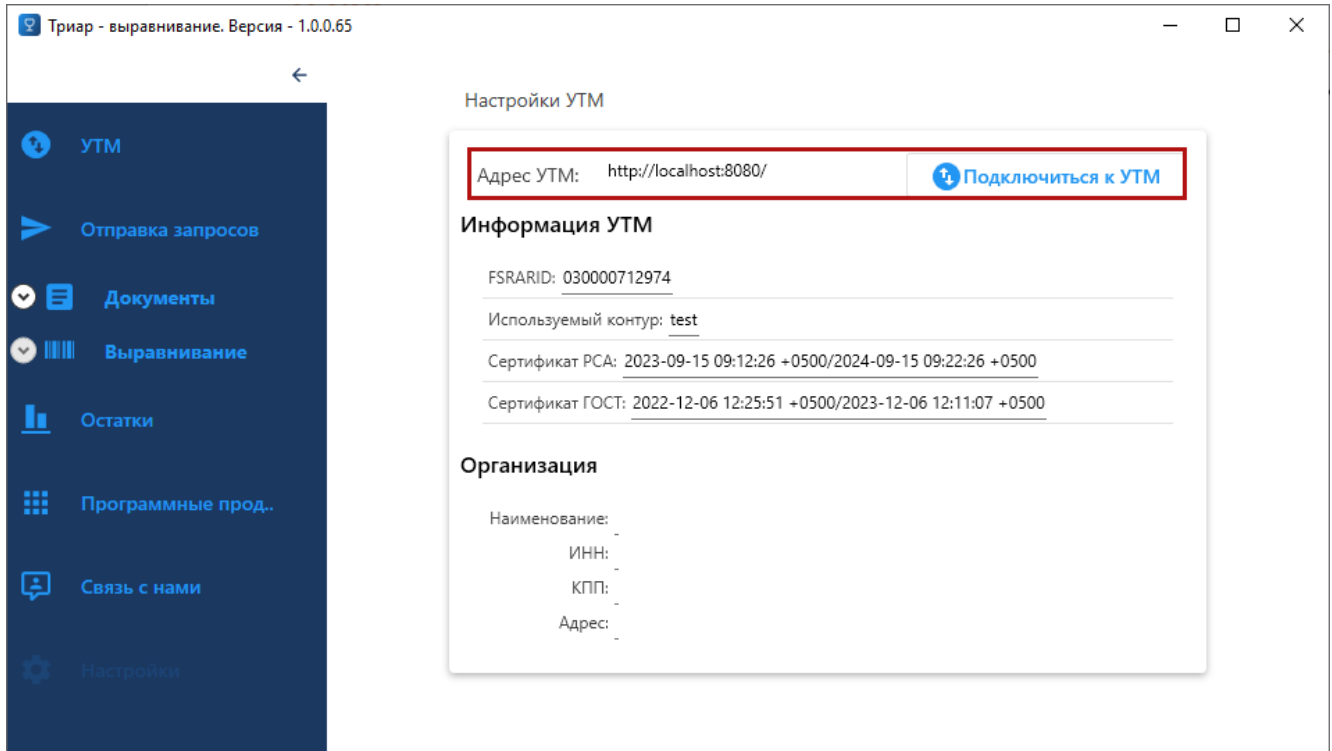 Триар - выравнивание. Версия - 1.0.0.65
УТМ
Отправка запросов
Документы
Выравнивание
Остатки
Программные прод..
Связь с нами
Настройки
Настройки УТМ
Адрес УТМ: http://localhost:8080/ Подключиться к УТМ
Информация УТМ
FSRARID: 030000712974
Используемый контур: test
Сертификат РСА: 2023-09-15 09:12:26 +0500/2024-09-15 09:22:26 +0500
Сертификат ГОСТ: 2022-12-06 12:25:51 +0500/2023-12-06 12:11:07 +0500
Организация
Наименование: -
ИНН: -
КПП: -
Адрес: -